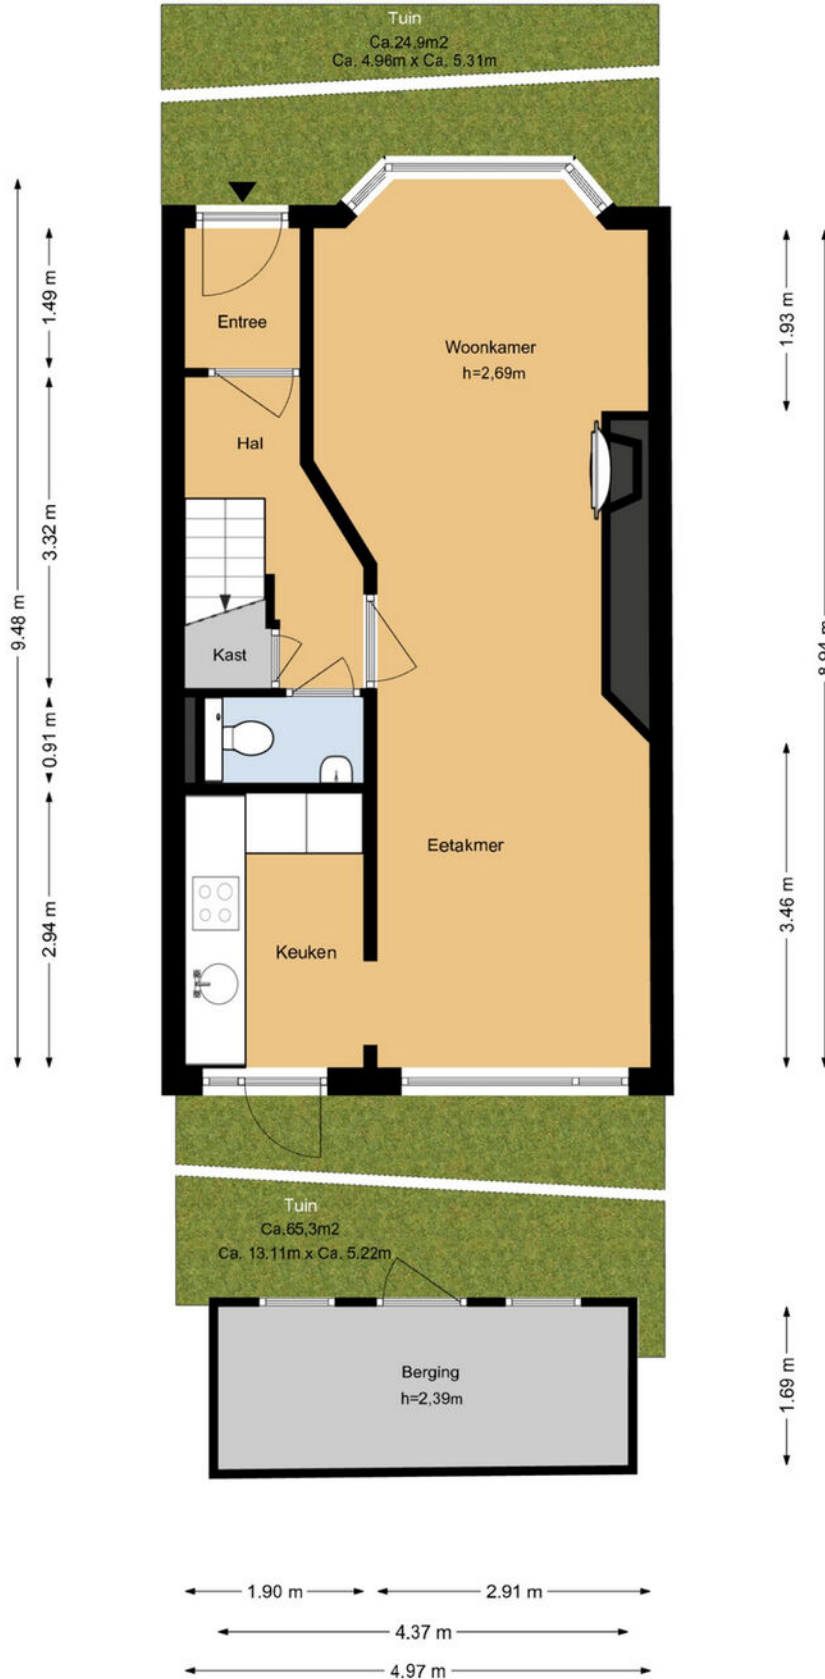 Tuin
Ca.24.9m2
Ca. 4.96m x Ca. 5.31m
1.49 m
1.93 m
Entree
Woonkamer
h=2,69m
Hal
3.32 m
9.48 m
8.94 m
Kast
0.91 m
Eetakmer
2.94 m
3.46 m
Keuken
Tuin
Ca.65,3m2
Ca. 13.11m x Ca. 5.22m
Berging
h=2,39m
1.69 m
1.90 m
2.91 m
4.37 m
4.97 m